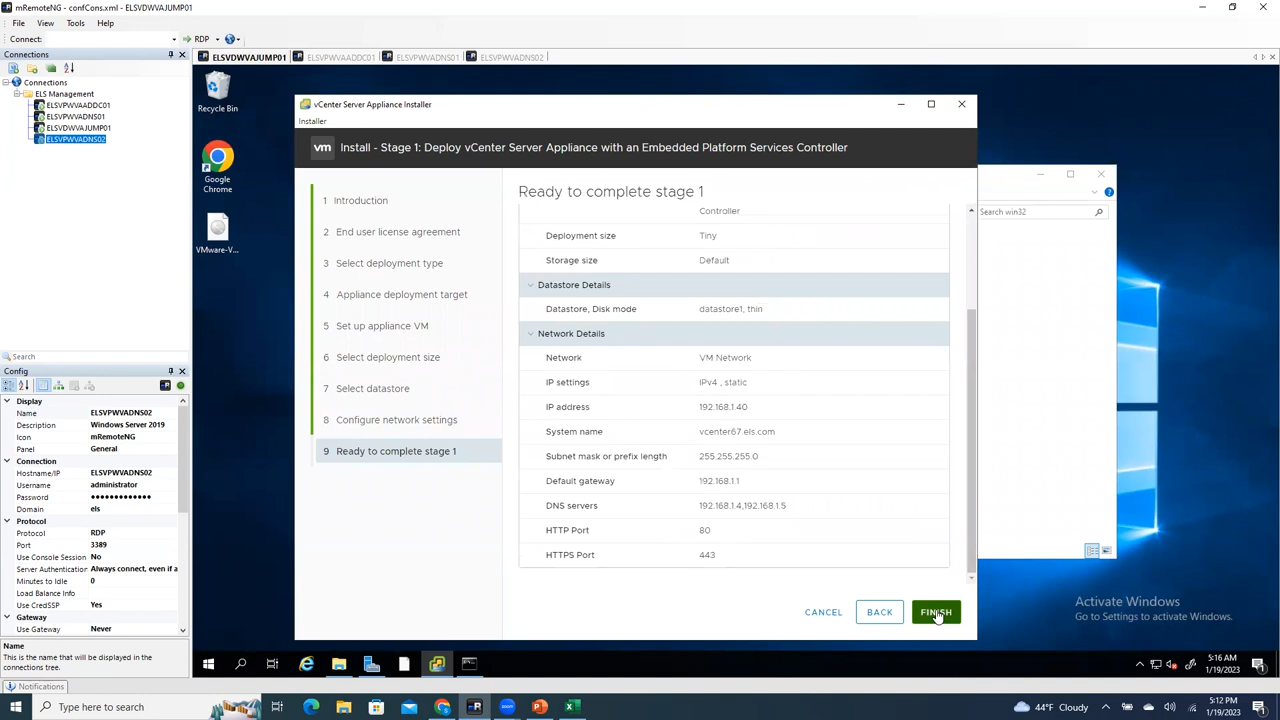 mRemoteNG - confCons.xml - ELSVDWVAJUMP01
File View Tools Help
Connect: RDP
Connections
Connections
ELS Management
ELSVPWVAADDC01
ELSVPWVADNS01
ELSVDWVAJUMP01
ELSVPWVADNS02
Search
Config
Display
Name ELSVPWVADNS02
Description Windows Server 2019
Icon mRemoteNG
Panel General
Connection
Hostname/IP ELSVPWVADNS02
Username administrator
Password ●●●●●●●●●●●●●
Domain els
Protocol
Protocol RDP
Port 3389
Use Console Session No
Server Authentication Always connect, even if a
Minutes to Idle 0
Load Balance Info
Use CredSSP Yes
Gateway
Use Gateway Never
Name
This is the name that will be displayed in the
connections tree.
Notifications
ELSVDWVAJUMP01 ELSVPWVAADDC01 ELSVPWVADNS01 ELSVPWVADNS02
Recycle Bin
Google
Chrome
VMware-V...
vCenter Server Appliance Installer
Installer
vm Install - Stage 1: Deploy vCenter Server Appliance with an Embedded Platform Services Controller
1 Introduction
2 End user license agreement
3 Select deployment type
4 Appliance deployment target
5 Set up appliance VM
6 Select deployment size
7 Select datastore
8 Configure network settings
9 Ready to complete stage 1
Ready to complete stage 1
Controller
Deployment size Tiny
Storage size Default
Datastore Details
Datastore, Disk mode datastore1, thin
Network Details
Network VM Network
IP settings IPv4 , static
IP address 192.168.1.40
System name vcenter67.els.com
Subnet mask or prefix length 255.255.255.0
Default gateway 192.168.1.1
DNS servers 192.168.1.4,192.168.1.5
HTTP Port 80
HTTPS Port 443
CANCEL BACK FINISH
Search win32
Activate Windows
Go to Settings to activate Windows.
5:16 AM
1/19/2023
Type here to search
44°F Cloudy
5:12 PM
1/19/2023